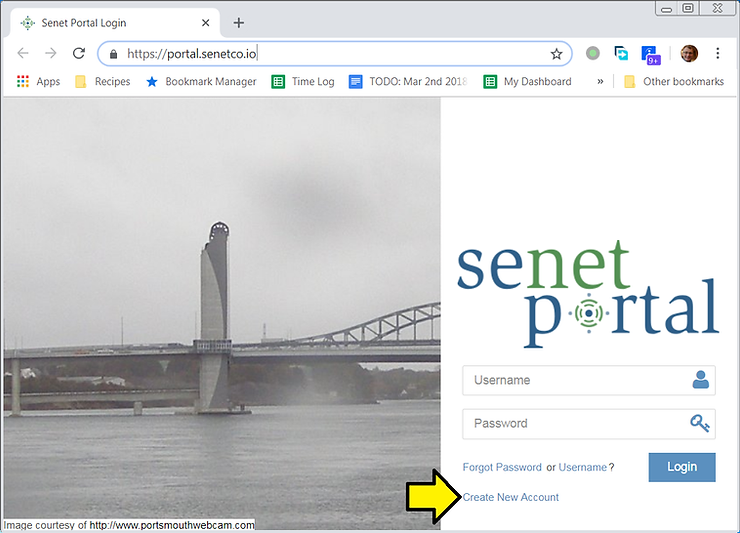 Senet Portal Login
https://portal.senetco.io
Apps Recipes Bookmark Manager Time Log TODO: Mar 2nd 2018 My Dashboard » Other bookmarks
9+
senet
portal
Username
Password
Forgot Password or Username?
Login
Create New Account
Image courtesy of http://www.portsmouthwebcam.com